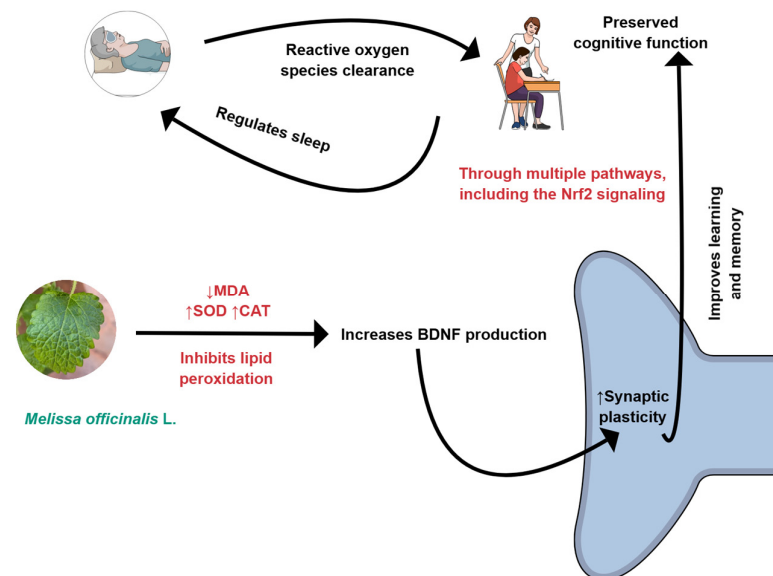 Preserved
cognitive function
Reactive oxygen
species clearance
Regulates sleep
Through multiple pathways,
including the Nrf2 signaling
Improves learning
and memory
↓MDA
↑SOD ↑CAT
Inhibits lipid
peroxidation
Increases BDNF production
↑Synaptic
plasticity
Melissa officinalis L.